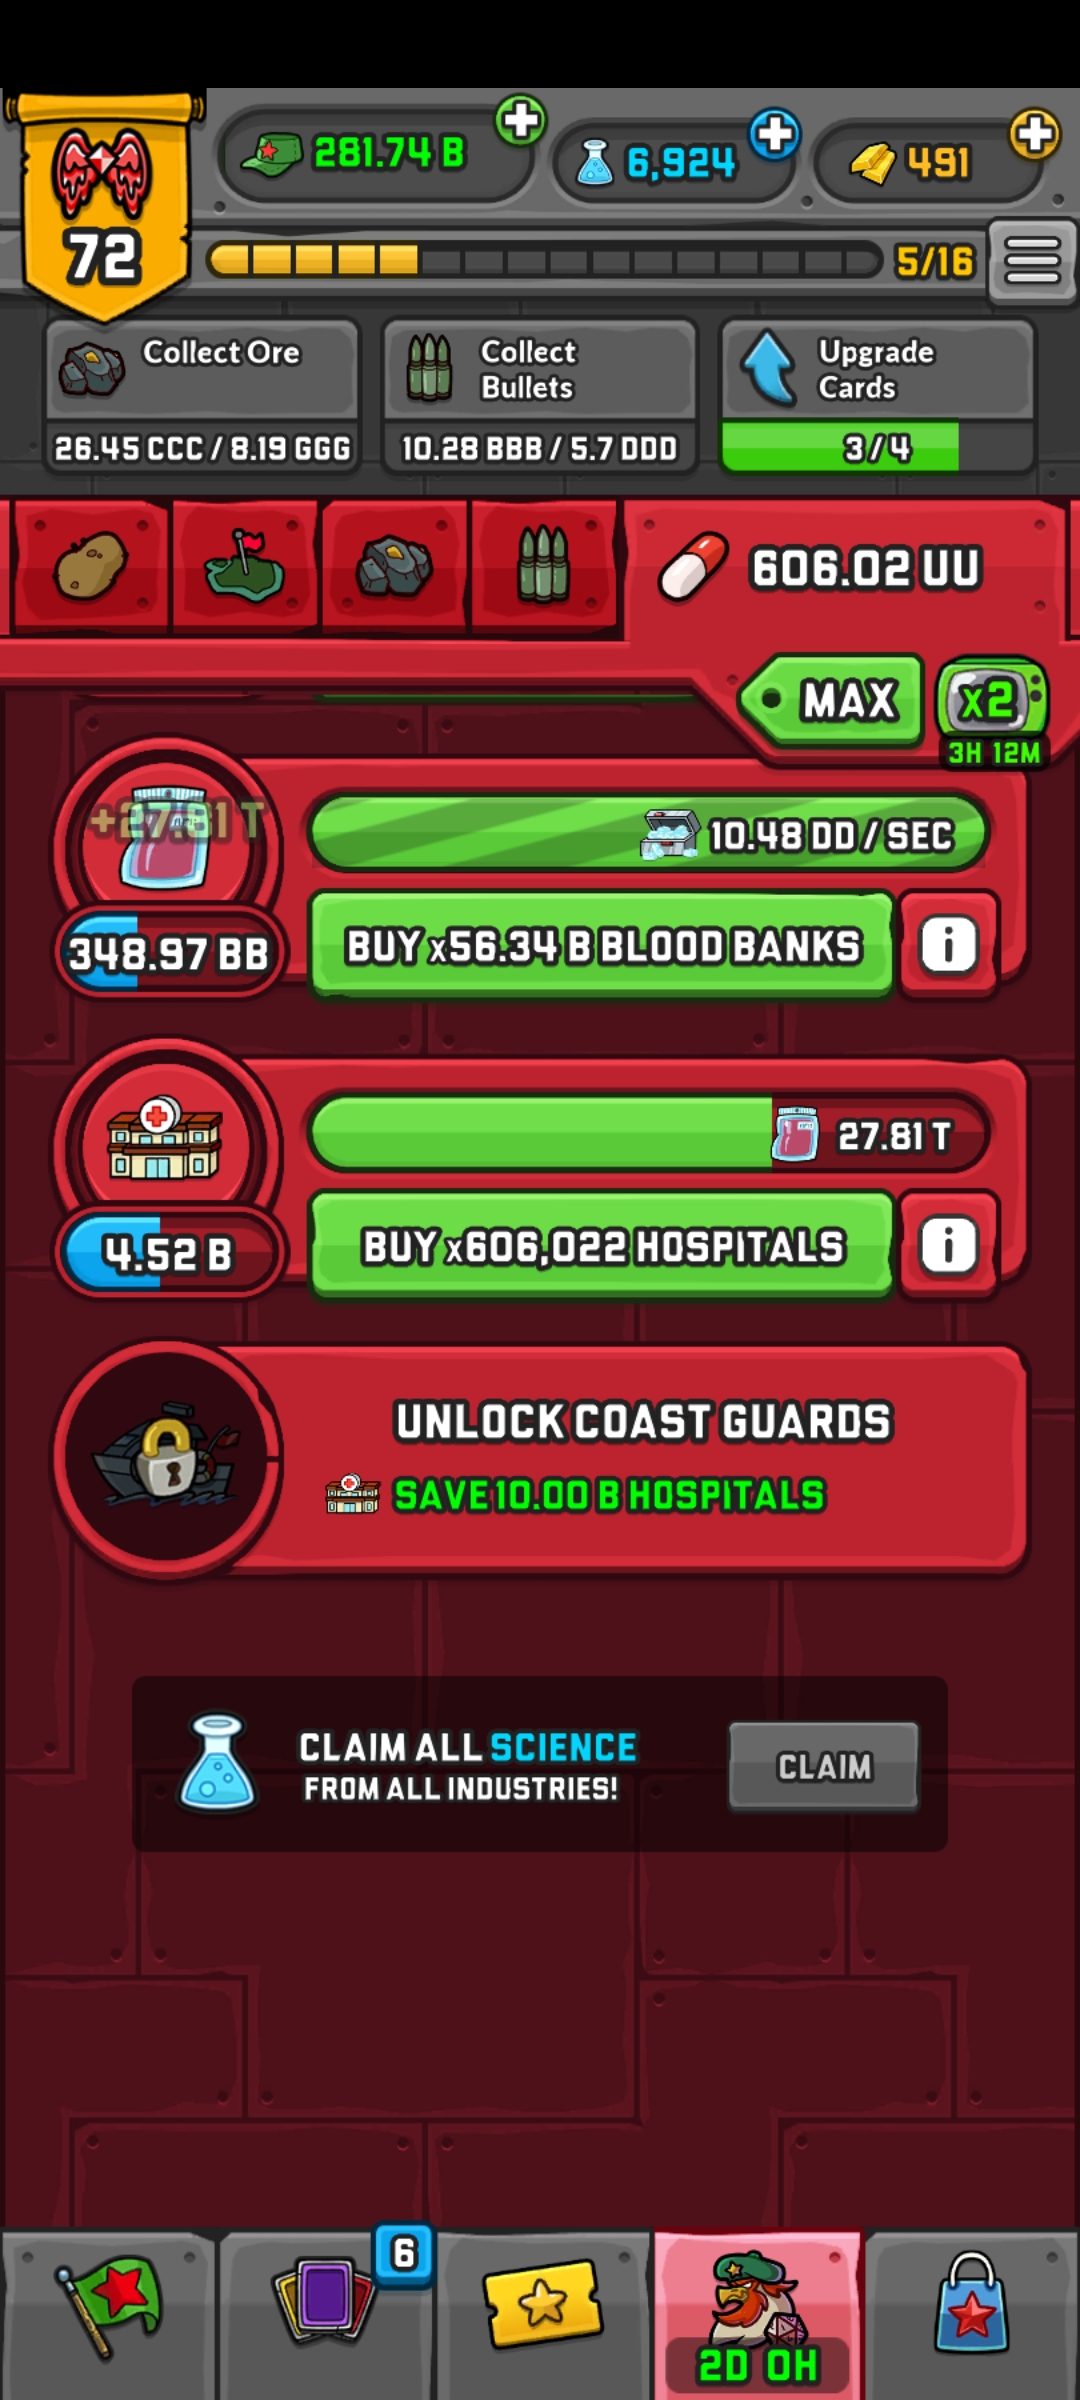 281.74 B
6,924
491
72
5/16
Collect Ore
26.45 CCC / 8.19 GGG
Collect
Bullets
10.28 BBB / 5.7 DDD
Upgrade
Cards
3/4
606.02 UU
MAX
x2
3H 12M
+27.81 T
10.48 DD / SEC
348.97 BB
BUY x56.34 B BLOOD BANKS
i
27.81 T
4.52 B
BUY x606,022 HOSPITALS
i
UNLOCK COAST GUARDS
SAVE 10.00 B HOSPITALS
CLAIM ALL SCIENCE
FROM ALL INDUSTRIES!
CLAIM
6
2D 0H